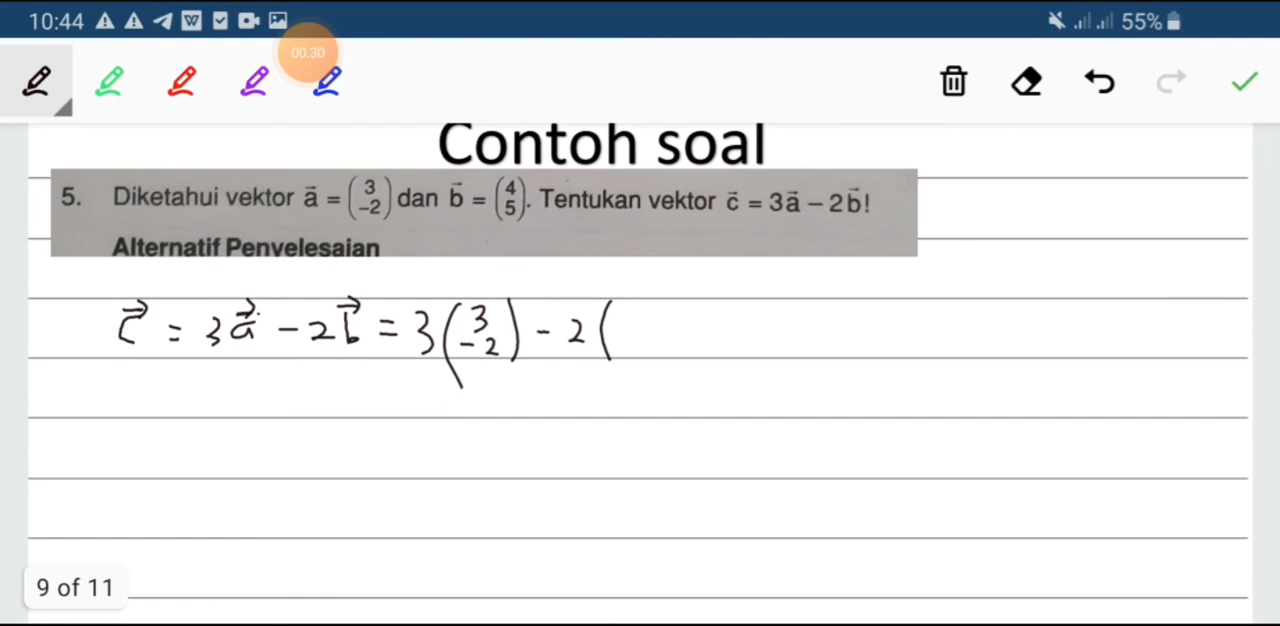 10:44 55%
00.30
Contoh soal
5. Diketahui vektor a⃗ = (3 -2) dan b⃗ = (4 5). Tentukan vektor c⃗ = 3a⃗ – 2b⃗!
Alternatif Penyelesaian
c⃗ = 3a⃗ - 2b⃗ = 3(3 -2) - 2(
9 of 11